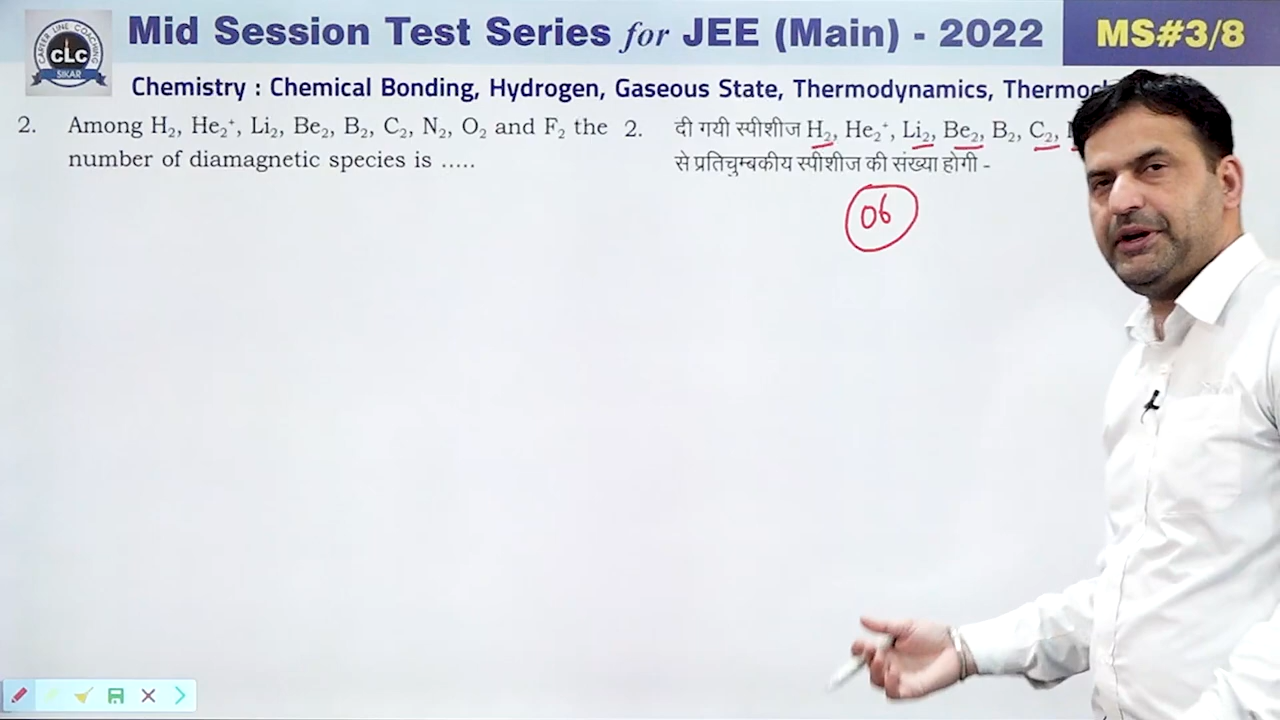 CAREER LINE COACHING
CLC
SIKAR
Mid Session Test Series for JEE (Main) - 2022
MS#3/8
Chemistry : Chemical Bonding, Hydrogen, Gaseous State, Thermodynamics,
2. Among H₂, He₂⁺, Li₂, Be₂, B₂, C₂, N₂, O₂ and F₂ the
number of diamagnetic species is .....
2. दी गयी स्पीशीज H₂, He₂⁺, Li₂, Be₂, B₂, C₂,
से प्रतिचुम्बकीय स्पीशीज की संख्या होगी -
06